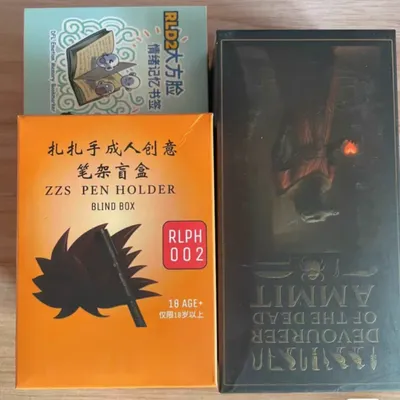 RLD2大方脸
情绪记忆书签
扎扎手成人创意
笔架盲盒
ZZS PEN HOLDER
BLIND BOX
RLPH
002
18 AGE+
仅限18岁以上
DEVOURER
OF THE DEAD
AMMIT